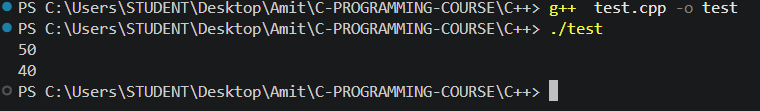 PS C:\Users\STUDENT\Desktop\Amit\C-PROGRAMMING-COURSE\C++> g++  test.cpp -o test
PS C:\Users\STUDENT\Desktop\Amit\C-PROGRAMMING-COURSE\C++> ./test
50
40
PS C:\Users\STUDENT\Desktop\Amit\C-PROGRAMMING-COURSE\C++>